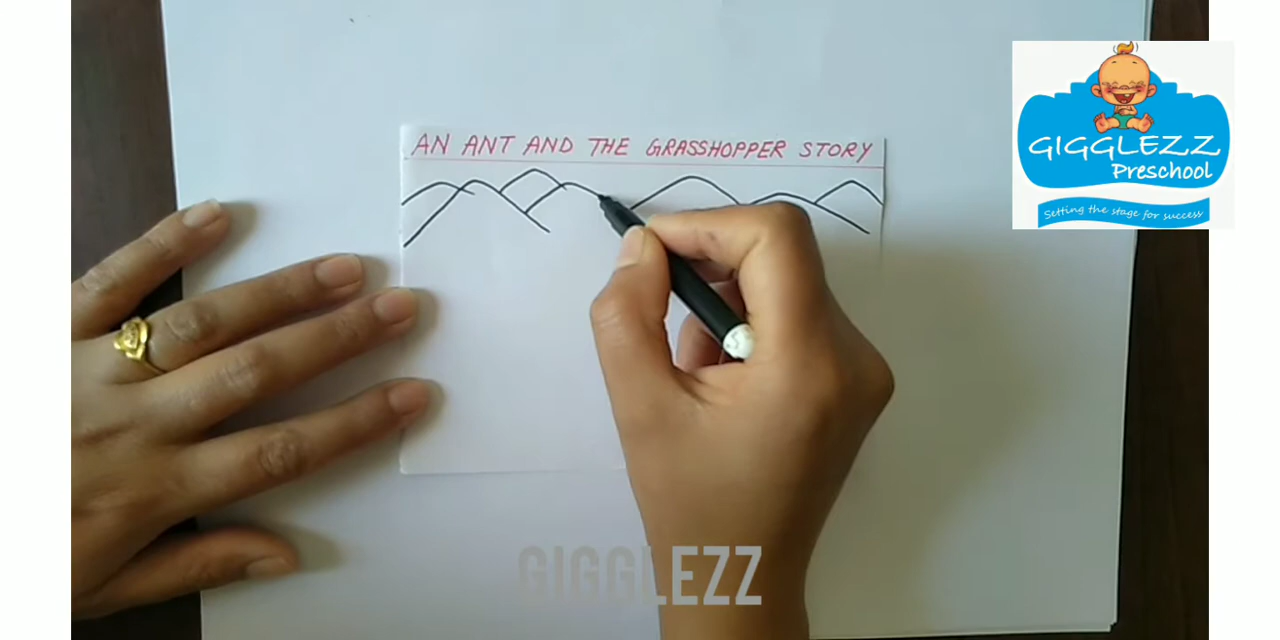 AN ANT AND THE GRASSHOPPER STORY
GIGGLEZZ
Preschool
Setting the stage for success
GIGGLEZZ